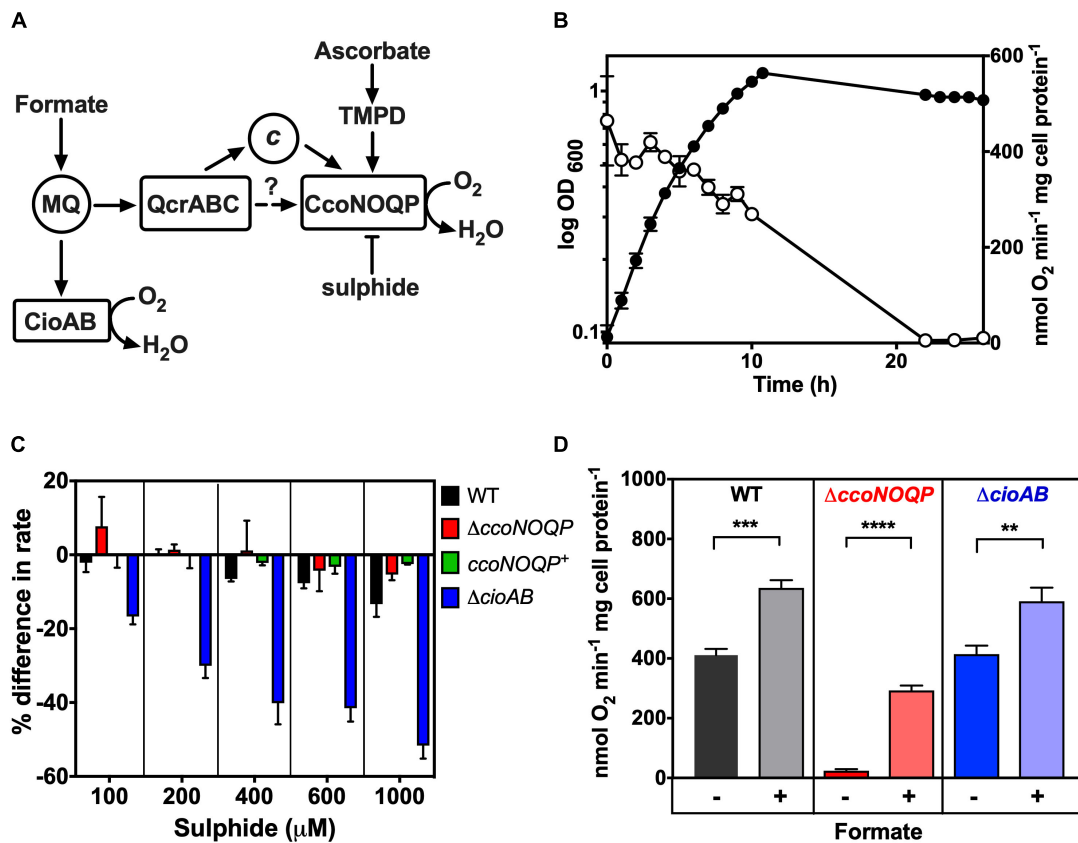 A
Ascorbate
Formate
TMPD
c
?
MQ
QcrABC
CcoNOQP
O2
H2O
sulphide
CioAB
O2
H2O
B
log OD 600
1
0.1
0
20
Time (h)
600
400
200
0
nmol O2 min-1 mg cell protein-1
C
% difference in rate
20
0
-20
-40
-60
100
200
400
600
1000
Sulphide (µM)
WT
ΔccoNOQP
ccoNOQP+
ΔcioAB
D
nmol O2 min-1 mg cell protein-1
1000
800
600
400
200
0
WT
ΔccoNOQP
ΔcioAB
***
****
**
- + - + - +
Formate